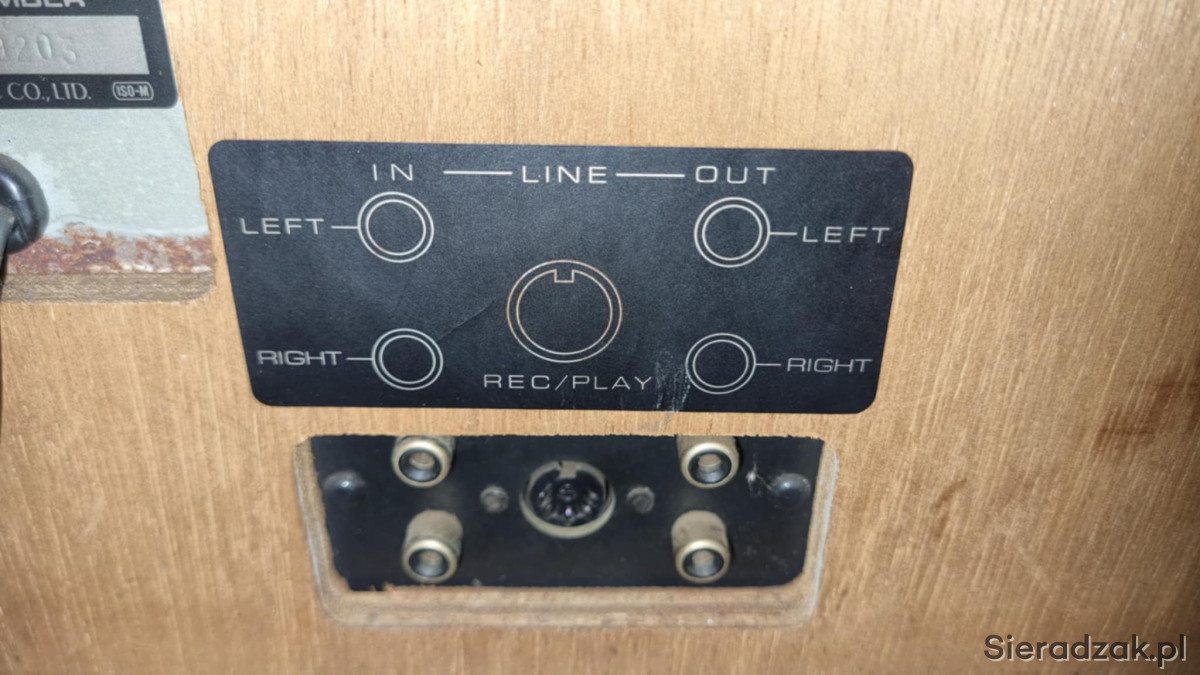 CO., LTD. ISO-M
IN LINE OUT
LEFT LEFT
RIGHT RIGHT
REC/PLAY
Sieradzak.pl